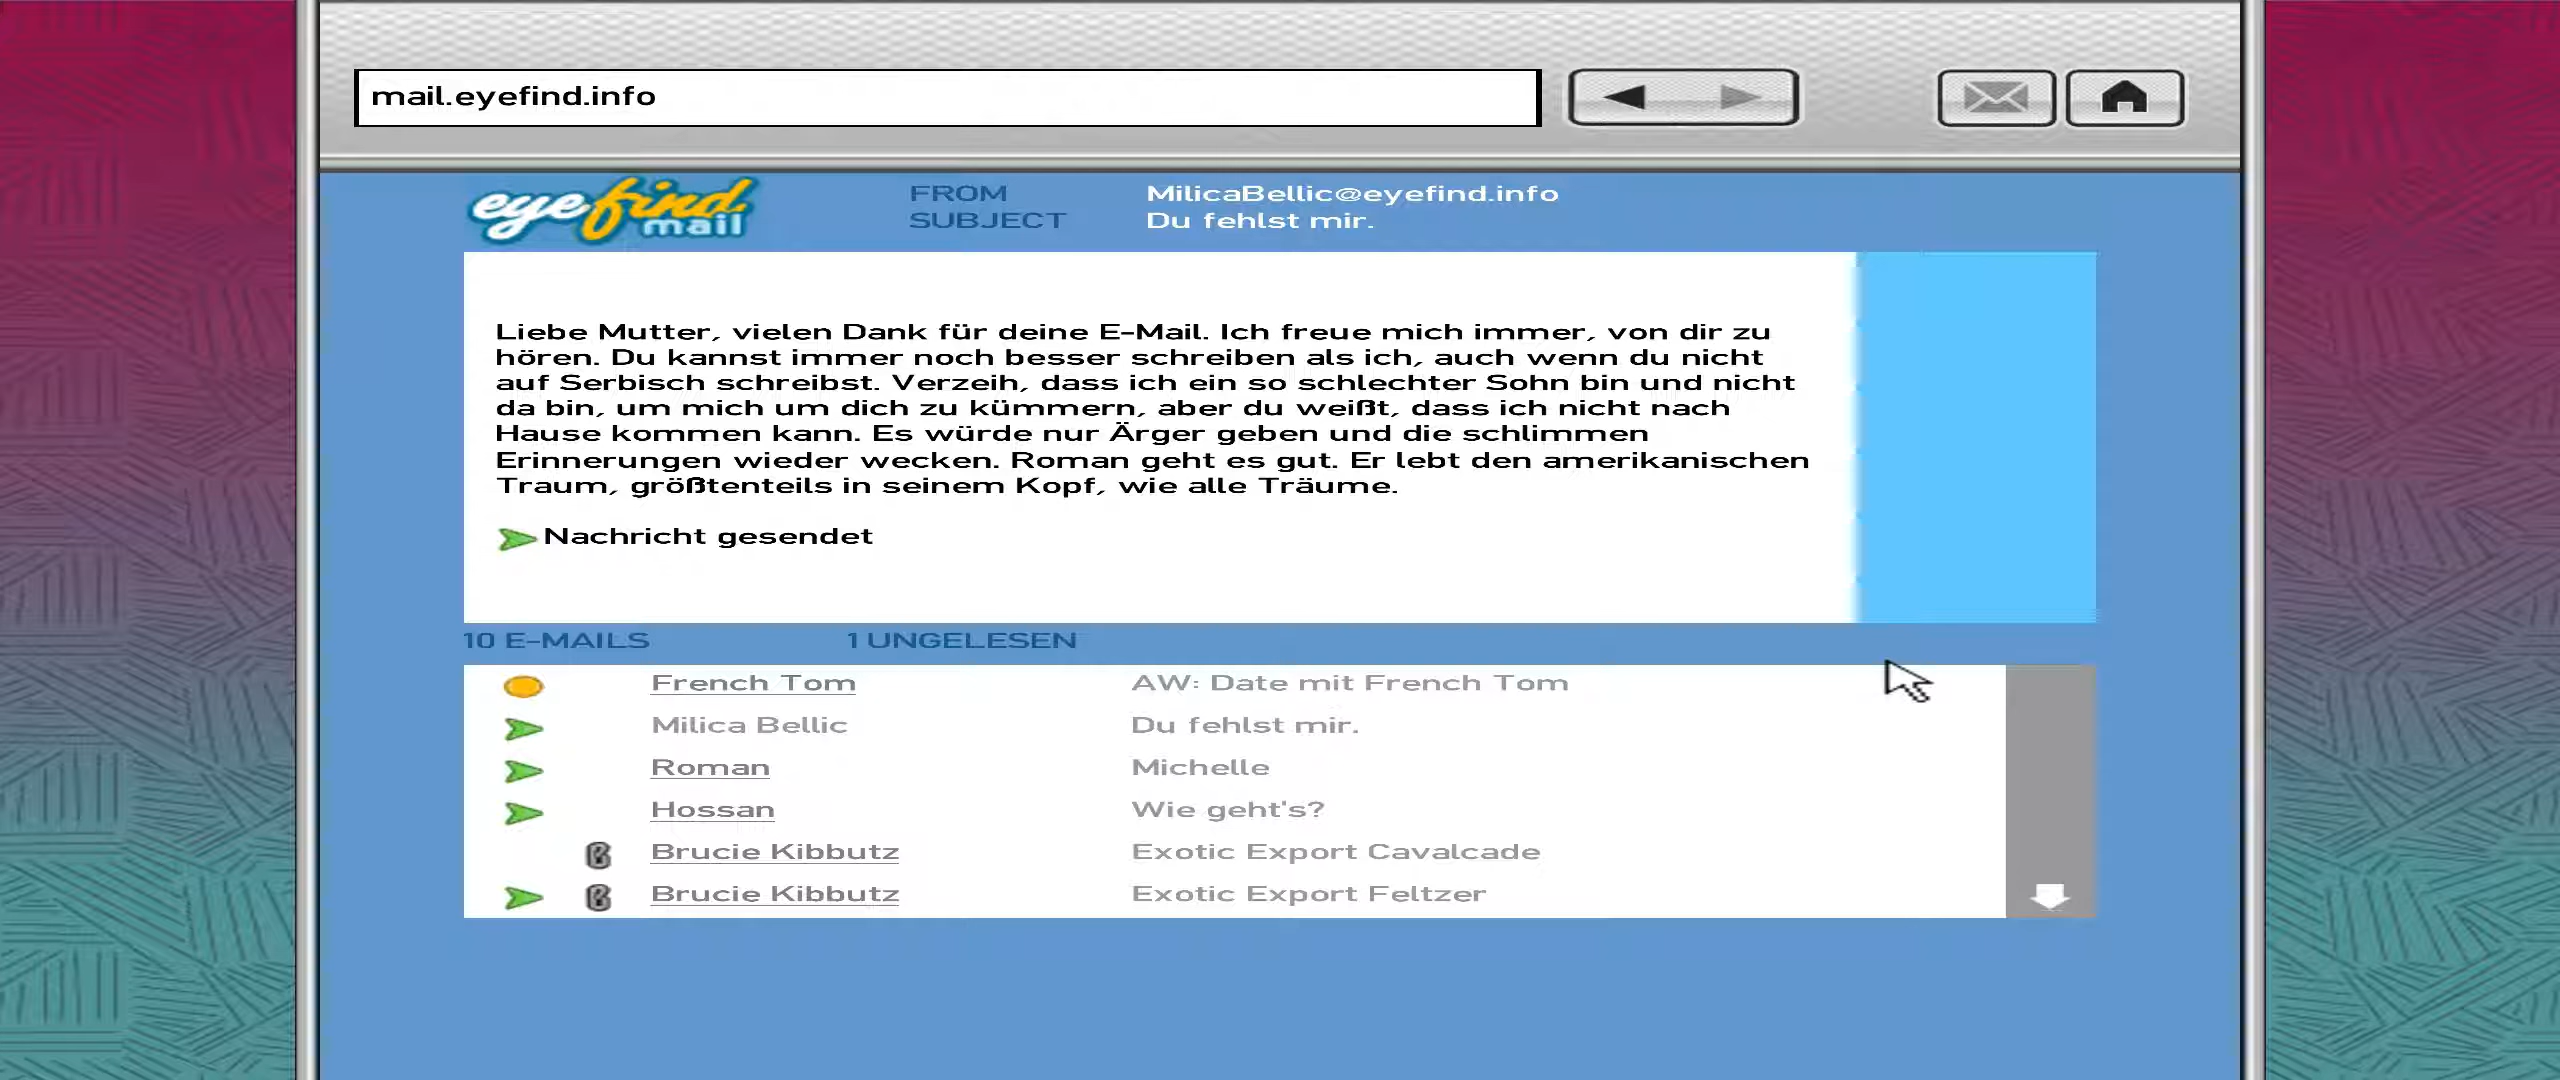 mail.eyefind.info
eyefind mail
FROM MilicaBellic@eyefind.info
SUBJECT Du fehlst mir.
Liebe Mutter, vielen Dank für deine E-Mail. Ich freue mich immer, von dir zu
hören. Du kannst immer noch besser schreiben als ich, auch wenn du nicht
auf Serbisch schreibst. Verzeih, dass ich ein so schlechter Sohn bin und nicht
da bin, um mich um dich zu kümmern, aber du weißt, dass ich nicht nach
Hause kommen kann. Es würde nur Ärger geben und die schlimmen
Erinnerungen wieder wecken. Roman geht es gut. Er lebt den amerikanischen
Traum, größtenteils in seinem Kopf, wie alle Träume.
Nachricht gesendet
10 E-MAILS 1 UNGELESEN
French Tom AW: Date mit French Tom
Milica Bellic Du fehlst mir.
Roman Michelle
Hossan Wie geht's?
Brucie Kibbutz Exotic Export Cavalcade
Brucie Kibbutz Exotic Export Feltzer